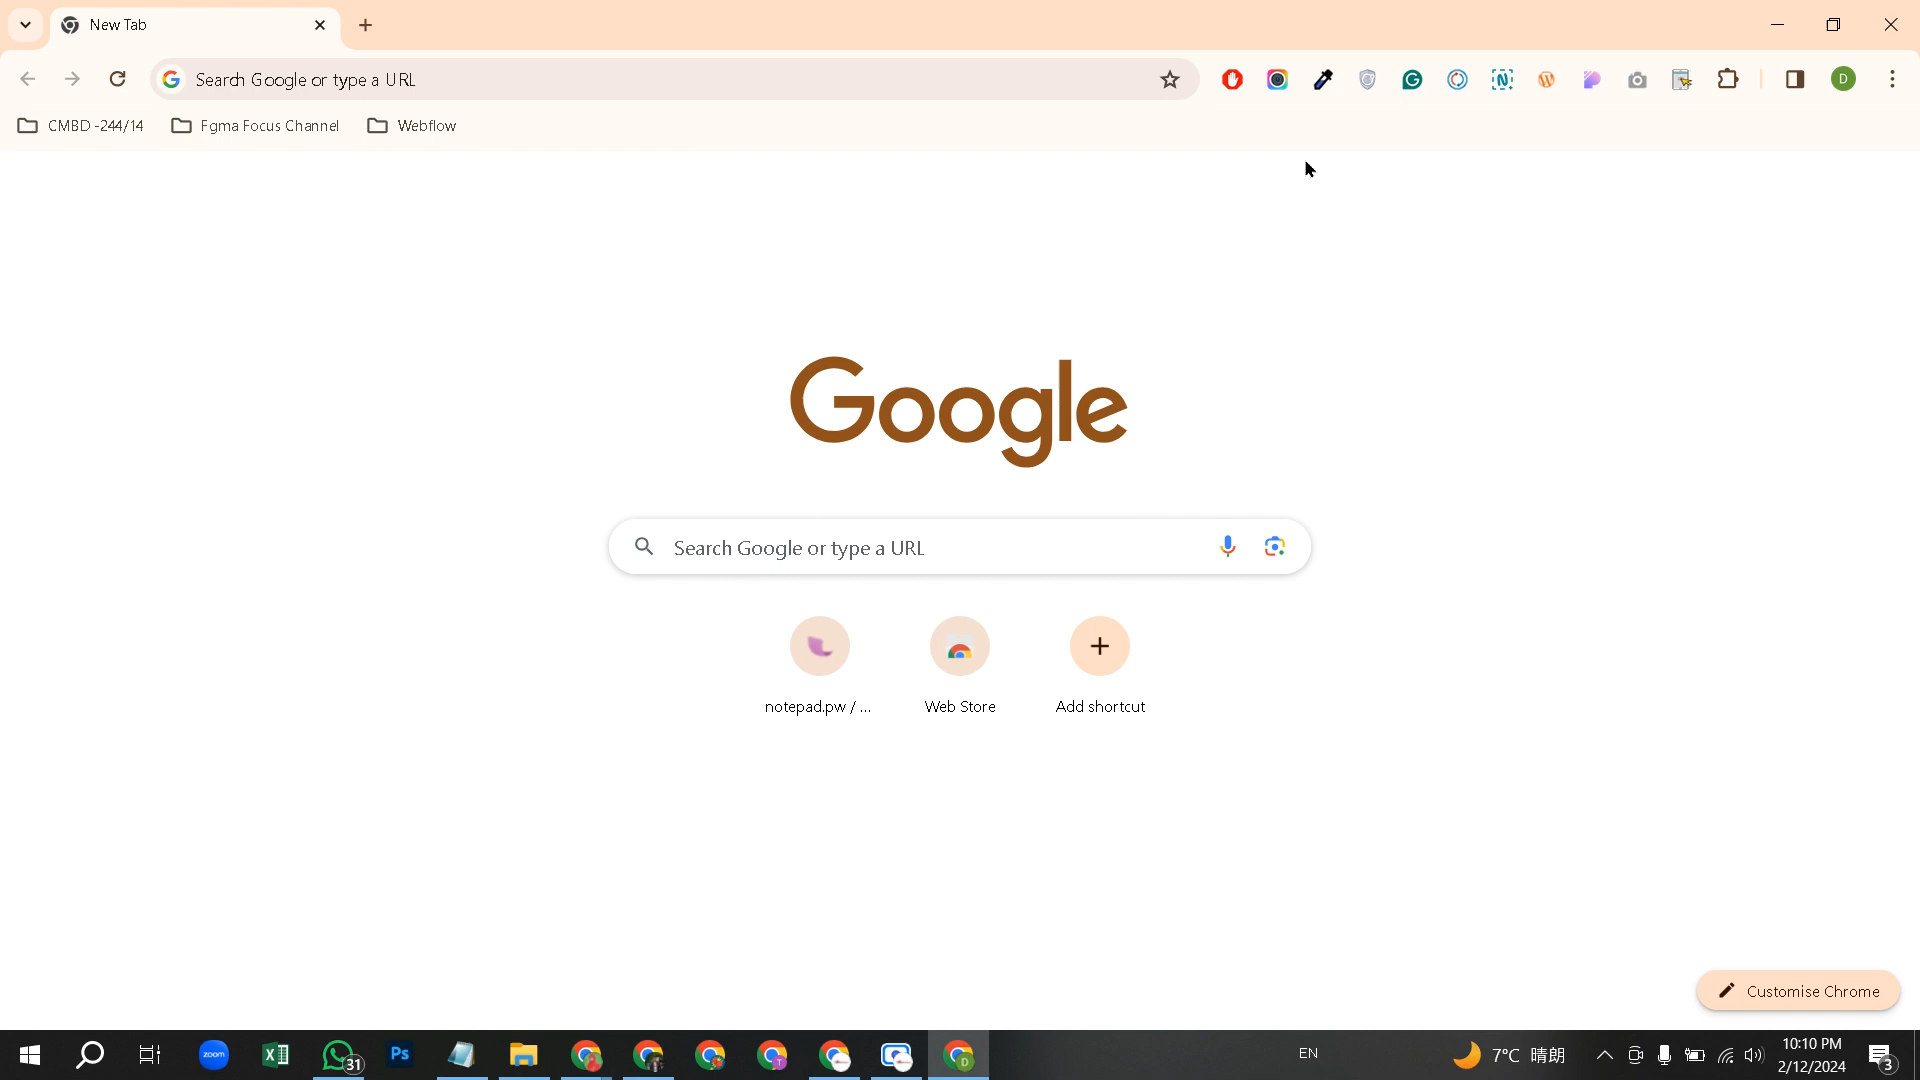 New Tab
Search Google or type a URL
D
CMBD -244/14
Fgma Focus Channel
Webflow
Google
Search Google or type a URL
notepad.pw / ...
Web Store
Add shortcut
Customise Chrome
zoom
31
Ps
T
D
EN
7°C 晴朗
10:10 PM
2/12/2024
3